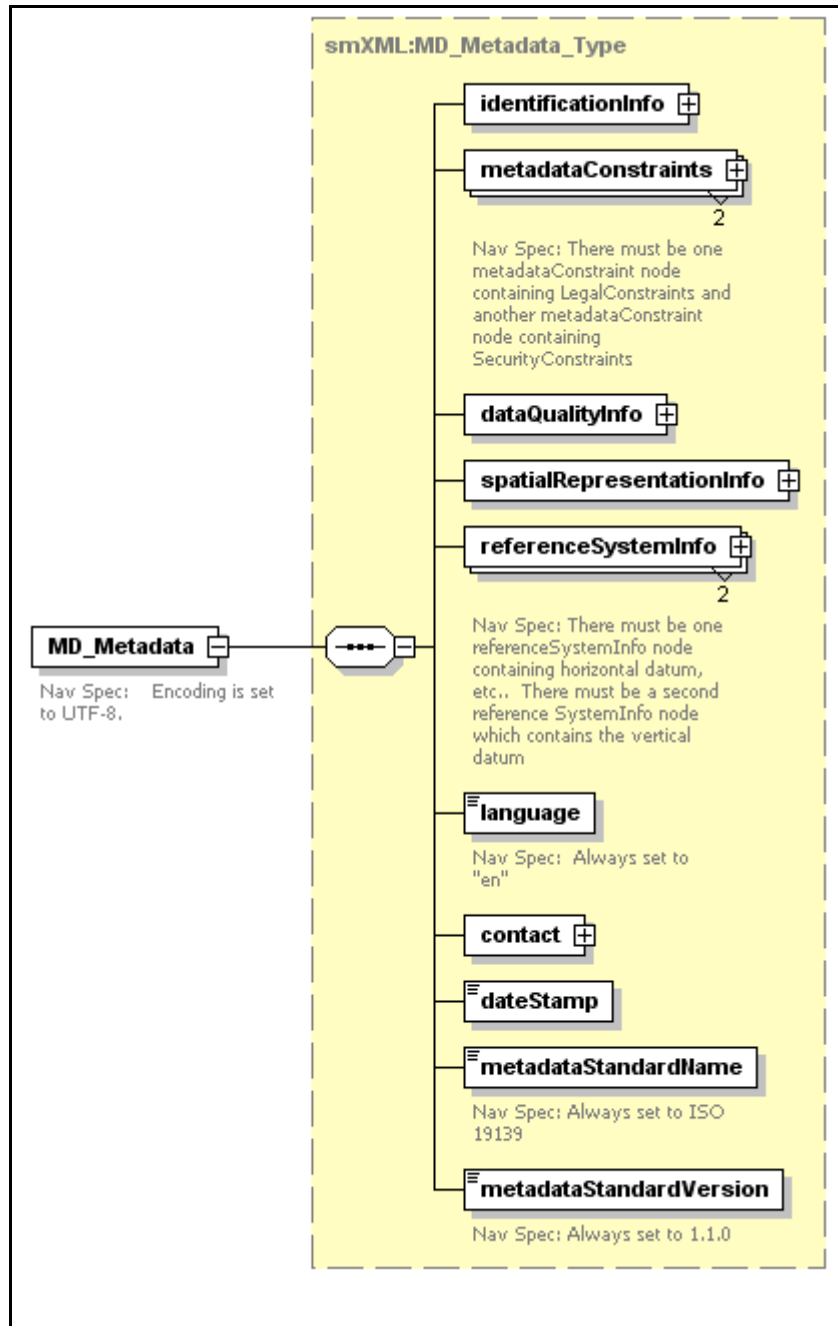 smXML:MD_Metadata_Type
identificationInfo
metadataConstraints
2
Nav Spec: There must be one
metadataConstraint node
containing LegalConstraints and
another metadataConstraint
node containing
SecurityConstraints
dataQualityInfo
spatialRepresentationInfo
referenceSystemInfo
2
Nav Spec: There must be one
referenceSystemInfo node
containing horizontal datum,
etc.. There must be a second
reference SystemInfo node
which contains the vertical
datum
MD_Metadata
Nav Spec: Encoding is set
to UTF-8.
language
Nav Spec: Always set to
"en"
contact
dateStamp
metadataStandardName
Nav Spec: Always set to ISO
19139
metadataStandardVersion
Nav Spec: Always set to 1.1.0